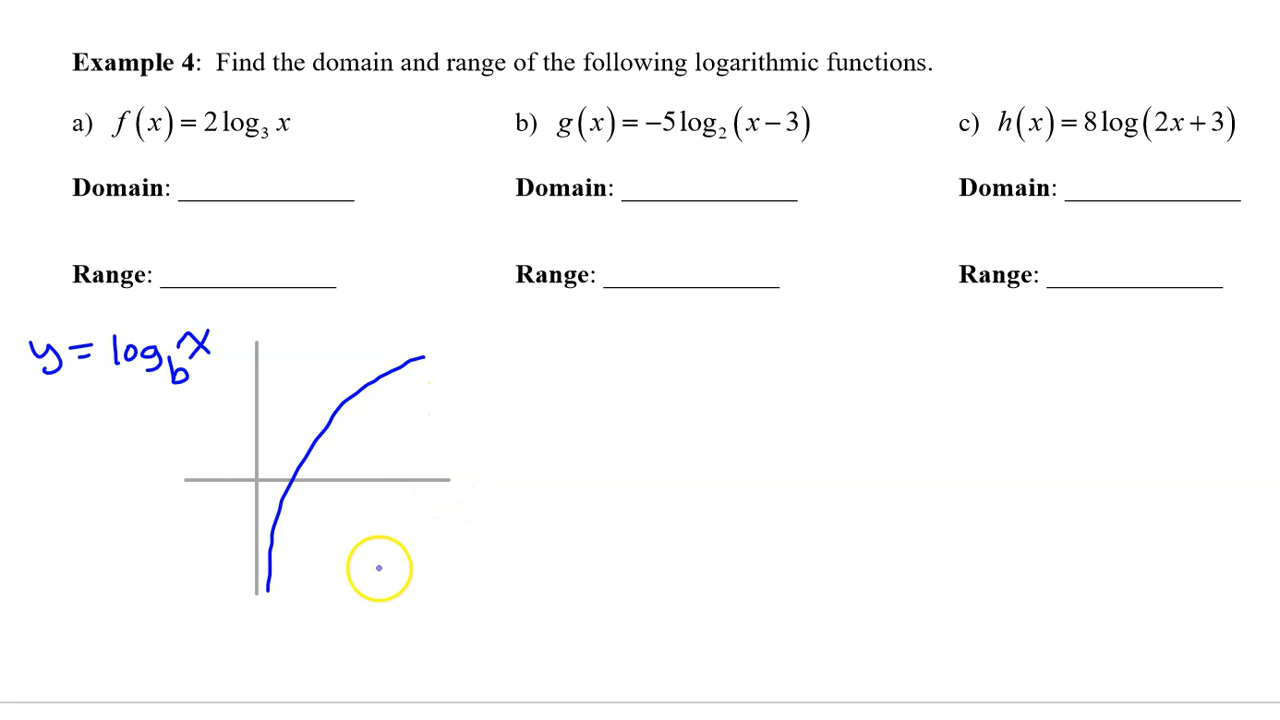 Example 4: Find the domain and range of the following logarithmic functions.
a) f(x) = 2 log₃ x b) g(x) = −5 log₂ (x − 3) c) h(x) = 8 log(2x + 3)
Domain: ______________ Domain: ______________ Domain: ______________
Range: ______________ Range: ______________ Range: ______________
y = log_b x